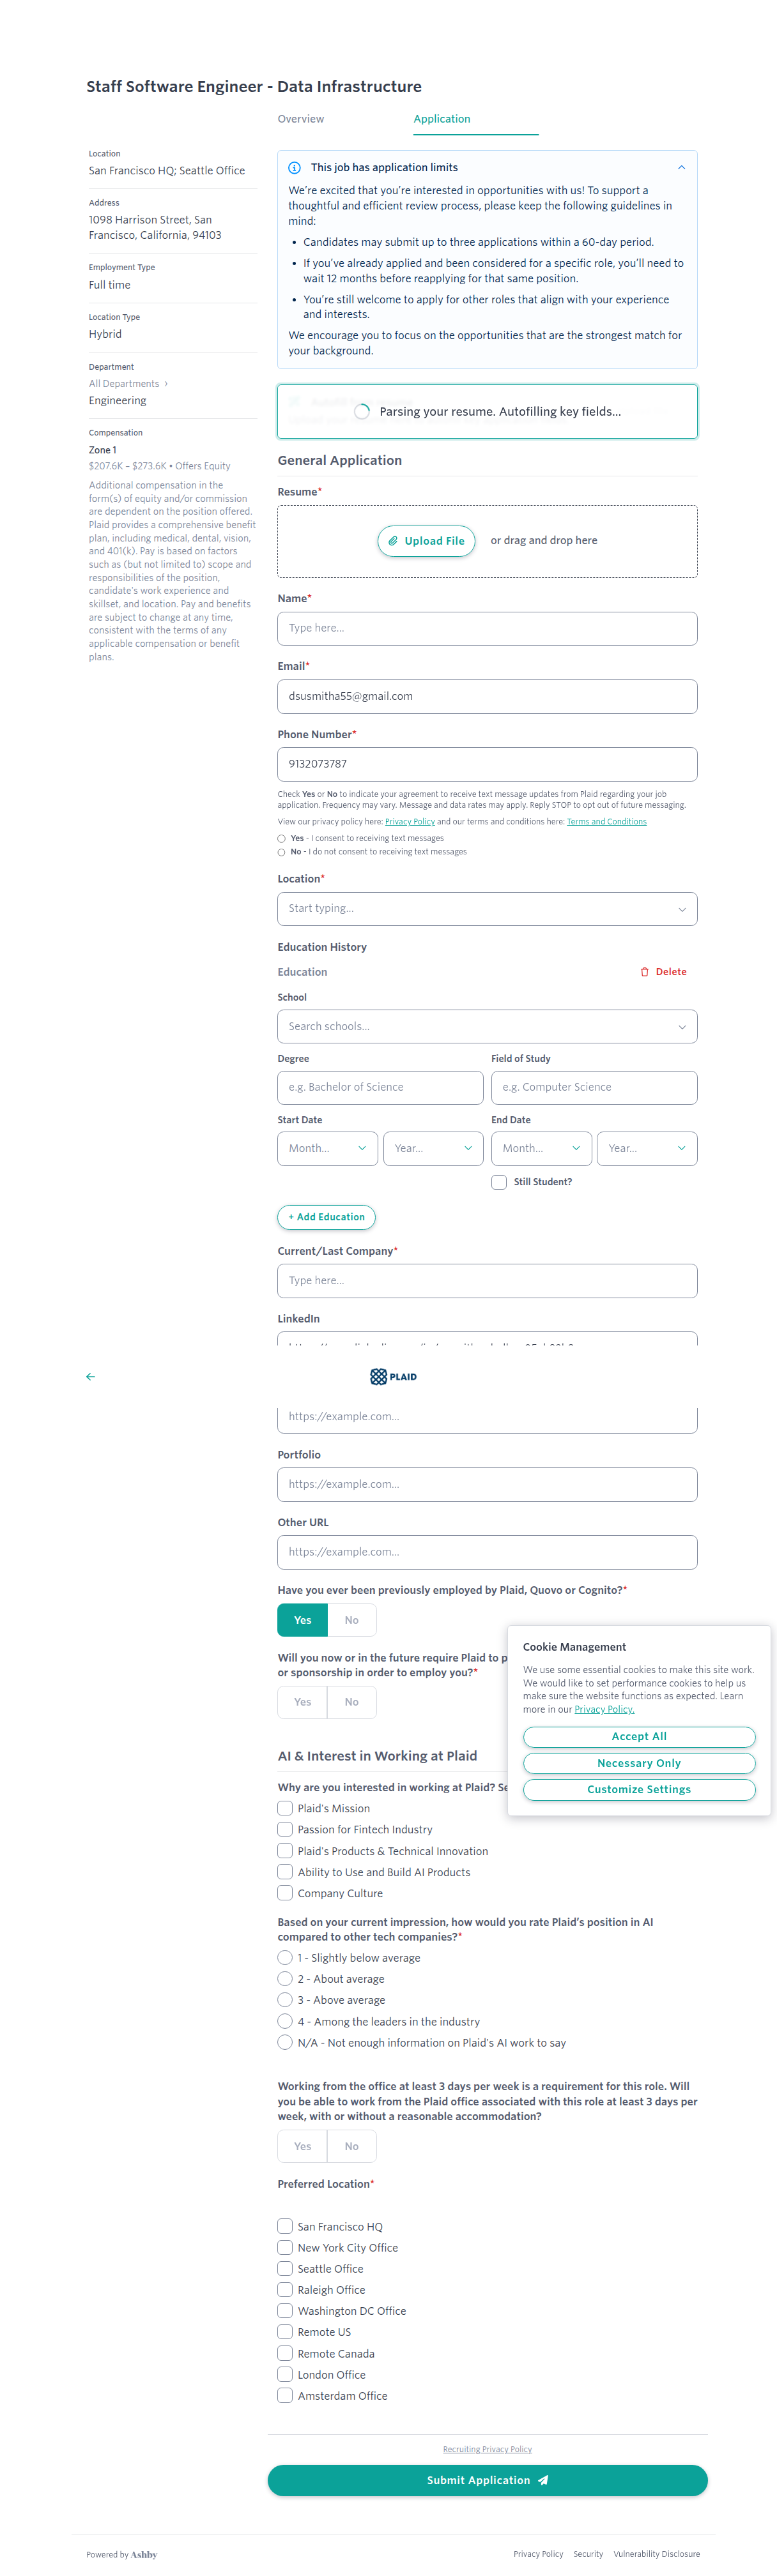 Staff Software Engineer - Data Infrastructure
Overview
Application
Location
San Francisco HQ; Seattle Office
Address
1098 Harrison Street, San
Francisco, California, 94103
Employment Type
Full time
Location Type
Hybrid
Department
All Departments ›
Engineering
Compensation
Zone 1
$207.6K – $273.6K • Offers Equity
Additional compensation in the
form(s) of equity and/or commission
are dependent on the position offered.
Plaid provides a comprehensive benefit
plan, including medical, dental, vision,
and 401(k). Pay is based on factors
such as (but not limited to) scope and
responsibilities of the position,
candidate's work experience and
skillset, and location. Pay and benefits
are subject to change at any time,
consistent with the terms of any
applicable compensation or benefit
plans.
This job has application limits
We're excited that you're interested in opportunities with us! To support a
thoughtful and efficient review process, please keep the following guidelines in
mind:
• Candidates may submit up to three applications within a 60-day period.
• If you've already applied and been considered for a specific role, you'll need to
wait 12 months before reapplying for that same position.
• You're still welcome to apply for other roles that align with your experience
and interests.
We encourage you to focus on the opportunities that are the strongest match for
your background.
Parsing your resume. Autofilling key fields...
General Application
Resume*
Upload File
or drag and drop here
Name*
Type here...
Email*
dsusmitha55@gmail.com
Phone Number*
9132073787
Check Yes or No to indicate your agreement to receive text message updates from Plaid regarding your job
application. Frequency may vary. Message and data rates may apply. Reply STOP to opt out of future messaging.
View our privacy policy here: Privacy Policy and our terms and conditions here: Terms and Conditions
Yes - I consent to receiving text messages
No - I do not consent to receiving text messages
Location*
Start typing...
Education History
Education
Delete
School
Search schools...
Degree
Field of Study
e.g. Bachelor of Science
e.g. Computer Science
Start Date
End Date
Month...
Year...
Month...
Year...
Still Student?
+ Add Education
Current/Last Company*
Type here...
LinkedIn
PLAID
https://example.com...
Portfolio
https://example.com...
Other URL
https://example.com...
Have you ever been previously employed by Plaid, Quovo or Cognito?*
Yes
No
Will you now or in the future require Plaid to p
or sponsorship in order to employ you?*
Yes
No
Cookie Management
We use some essential cookies to make this site work.
We would like to set performance cookies to help us
make sure the website functions as expected. Learn
more in our Privacy Policy.
Accept All
Necessary Only
Customize Settings
AI & Interest in Working at Plaid
Why are you interested in working at Plaid? Se
Plaid's Mission
Passion for Fintech Industry
Plaid's Products & Technical Innovation
Ability to Use and Build AI Products
Company Culture
Based on your current impression, how would you rate Plaid's position in AI
compared to other tech companies?*
1 - Slightly below average
2 - About average
3 - Above average
4 - Among the leaders in the industry
N/A - Not enough information on Plaid's AI work to say
Working from the office at least 3 days per week is a requirement for this role. Will
you be able to work from the Plaid office associated with this role at least 3 days per
week, with or without a reasonable accommodation?
Yes
No
Preferred Location*
San Francisco HQ
New York City Office
Seattle Office
Raleigh Office
Washington DC Office
Remote US
Remote Canada
London Office
Amsterdam Office
Recruiting Privacy Policy
Submit Application
Powered by Ashby
Privacy Policy
Security
Vulnerability Disclosure